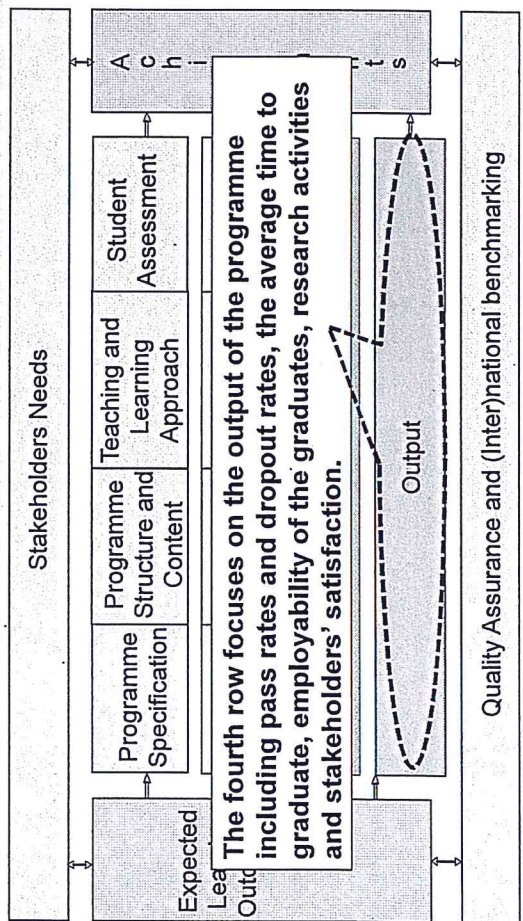 Stakeholders Needs
Expected
Lea
Outc
Programme
Specification
Programme
Structure and
Content
Teaching and
Learning
Approach
Student
Assessment
A
c
h
i
t
s
The fourth row focuses on the output of the programme
including pass rates and dropout rates, the average time to
graduate, employability of the graduates, research activities
and stakeholders' satisfaction.
Output
Quality Assurance and (Inter)national benchmarking